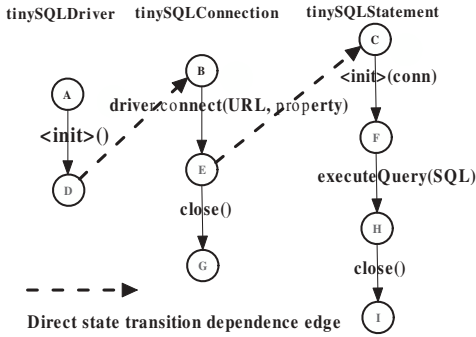 tinySQLDriver tinySQLConnection tinySQLStatement
C
B
<init>(conn)
A
driver.connect(URL, property)
<init>()
F
E
D
executeQuery(SQL)
close()
H
G
close()
Direct state transition dependence edge
I